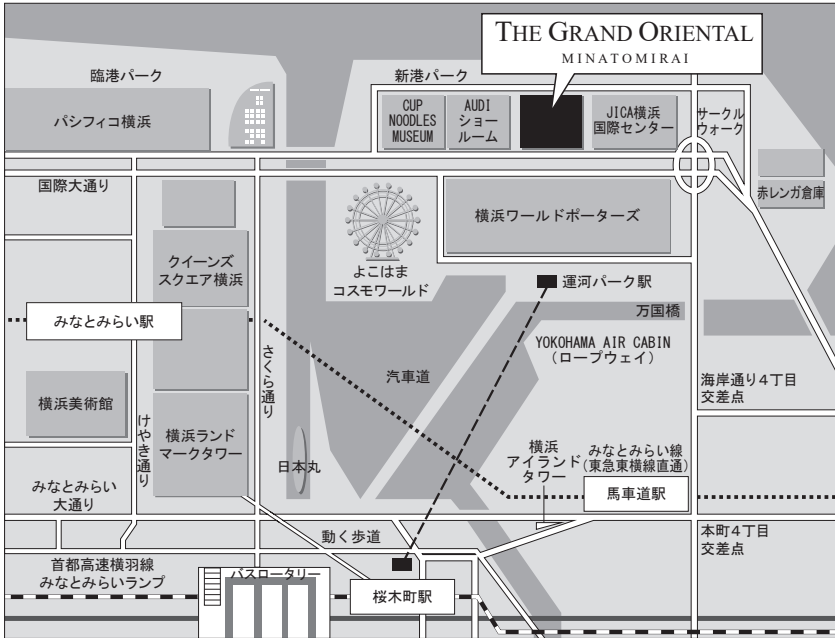 THE GRAND ORIENTAL
MINATOMIRAI
臨港パーク
新港パーク
パシフィコ横浜
CUP
NOODLES
MUSEUM
AUDI
ショー
ルーム
JICA横浜
国際センター
サークル
ウォーク
国際大通り
赤レンガ倉庫
横浜ワールドポーターズ
クイーンズ
スクエア横浜
よこはま
コスモワールド
運河パーク駅
万国橋
みなとみらい駅
YOKOHAMA AIR CABIN
(ロープウェイ)
さくら通り
汽車道
海岸通り4丁目
交差点
横浜美術館
けやき通り
横浜ランド
マークタワー
日本丸
横浜
アイランド
タワー
みなとみらい線
(東急東横線直通)
馬車道駅
みなとみらい
大通り
動く歩道
本町4丁目
交差点
首都高速横羽線
みなとみらいランプ
バスロータリー
桜木町駅